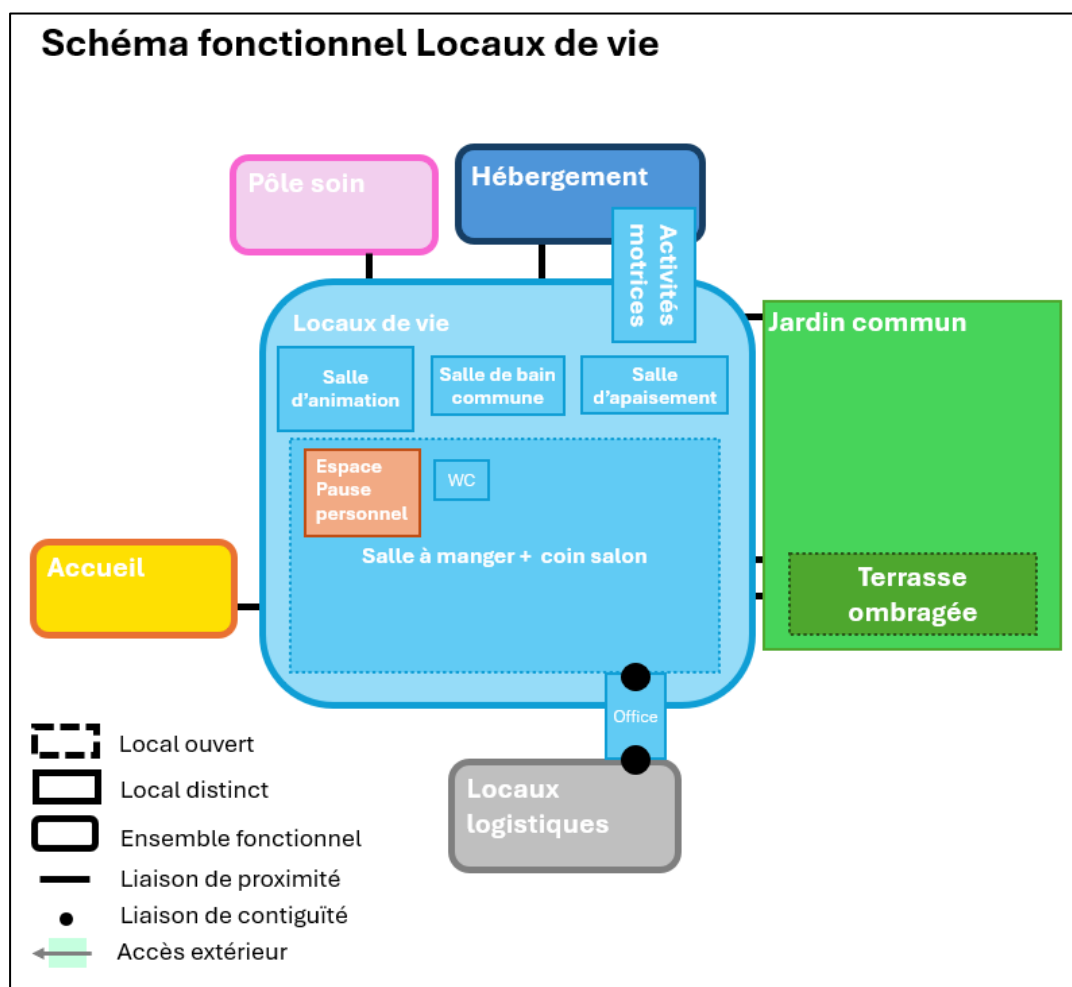 Schéma fonctionnel Locaux de vie
Pôle soin
Hébergement
Activités
motrices
Locaux de vie
Jardin commun
Salle
d'animation
Salle de bain
commune
Salle
d'apaisement
Espace
Pause
personnel
WC
Salle à manger + coin salon
Accueil
Terrasse
ombragée
Office
Locaux
logistiques
Local ouvert
Local distinct
Ensemble fonctionnel
Liaison de proximité
Liaison de contiguïté
Accès extérieur